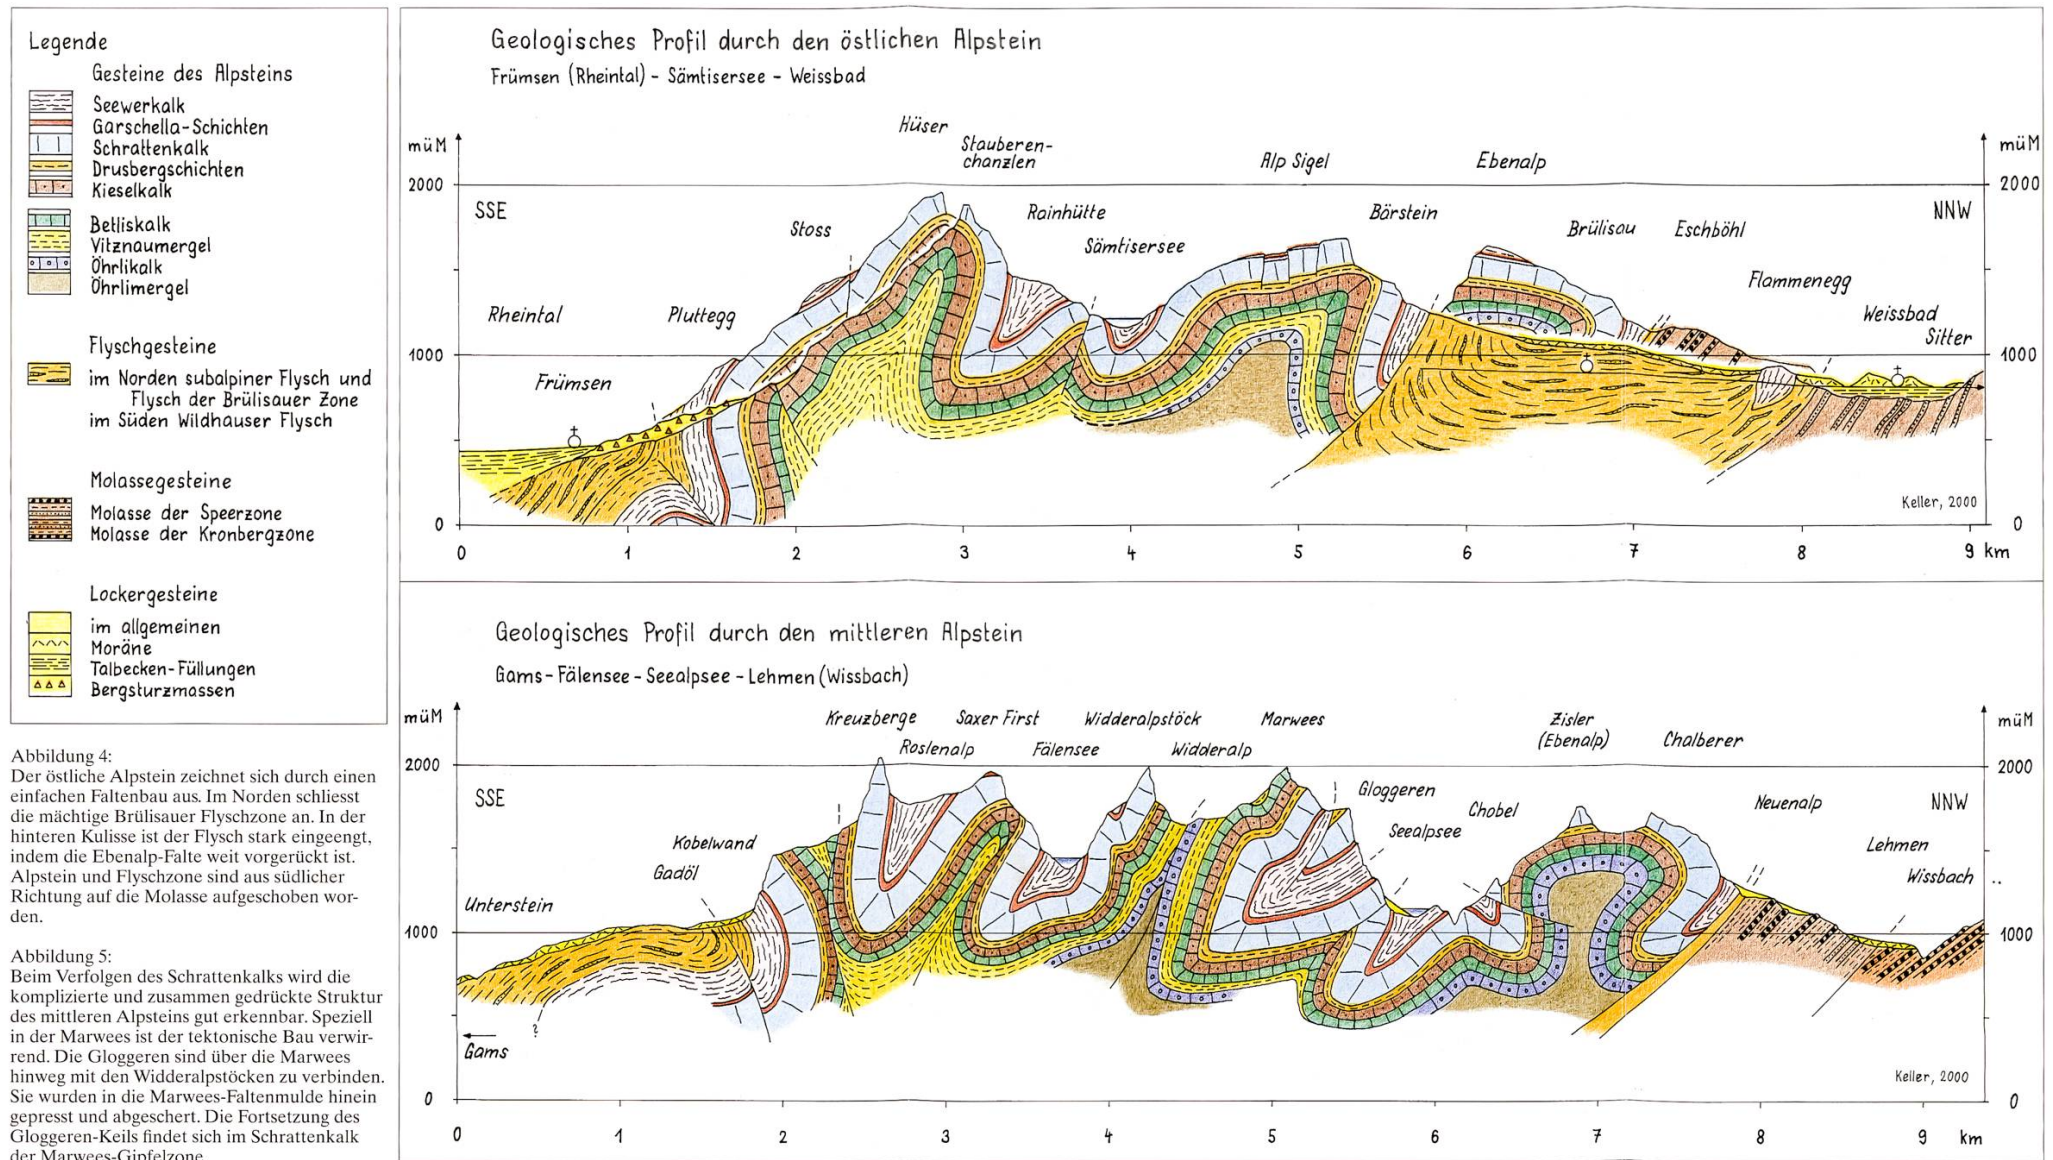 Legende
Gesteine des Alpsteins
Seewerkalk
Garschella-Schichten
Schrattenkalk
Drusbergschichten
Kieselkalk
Betliskalk
Vitznaumergel
Öhrlikalk
Öhrlimergel
Flyschgesteine
im Norden subalpiner Flysch und
Flysch der Brülisauer Zone
im Süden Wildhauser Flysch
Molassegesteine
Molasse der Speerzone
Molasse der Kronbergzone
Lockergesteine
im allgemeinen
Moräne
Talbecken-Füllungen
Bergsturzmassen
Abbildung 4:
Der östliche Alpstein zeichnet sich durch einen
einfachen Faltenbau aus. Im Norden schliesst
die mächtige Brülisauer Flyschzone an. In der
hinteren Kulisse ist der Flysch stark eingeengt,
indem die Ebenalp-Falte weit vorgerückt ist.
Alpstein und Flyschzone sind aus südlicher
Richtung auf die Molasse aufgeschoben wor-
den.
Abbildung 5:
Beim Verfolgen des Schrattenkalks wird die
komplizierte und zusammen gedrückte Struktur
des mittleren Alpsteins gut erkennbar. Speziell
in der Marwees ist der tektonische Bau verwir-
rend. Die Gloggeren sind über die Marwees
hinweg mit den Widderalpstöcken zu verbinden.
Sie wurden in die Marwees-Faltenmulde hinein
gepresst und abgeschert. Die Fortsetzung des
Gloggeren-Keils findet sich im Schrattenkalk
der Marwees-Gipfelzone
Geologisches Profil durch den östlichen Alpstein
Frümsen (Rheintal) - Sämtisersee - Weissbad
Hüser
Stauberen-
chanzlen
Alp Sigel
Ebenalp
müM
müM
2000
2000
SSE
Stoss
Rainhütte
Sämtisersee
Bärstein
Brülisau
Eschböhl
NNW
Flammenegg
Rheintal
Pluttegg
Weissbad
Sitter
1000
1000
Frümsen
Keller, 2000
0
0
0 1 2 3 4 5 6 7 8 9 km
Geologisches Profil durch den mittleren Alpstein
Gams-Fälensee-Seealpsee-Lehmen (Wissbach)
müM
Kreuzberge
Saxer First
Widderalpstöck
Marwees
Zisler
(Ebenalp)
Chalberer
müM
Roslenalp
Fälensee
Widderalp
2000
2000
SSE
Gloggeren
Chobel
Neuenalp
NNW
Kobelwand
Seealpsee
Gadöl
Lehmen
Wissbach
Unterstein
1000
1000
?
Gams
Keller, 2000
0
0
0 1 2 3 4 5 6 7 8 9 km